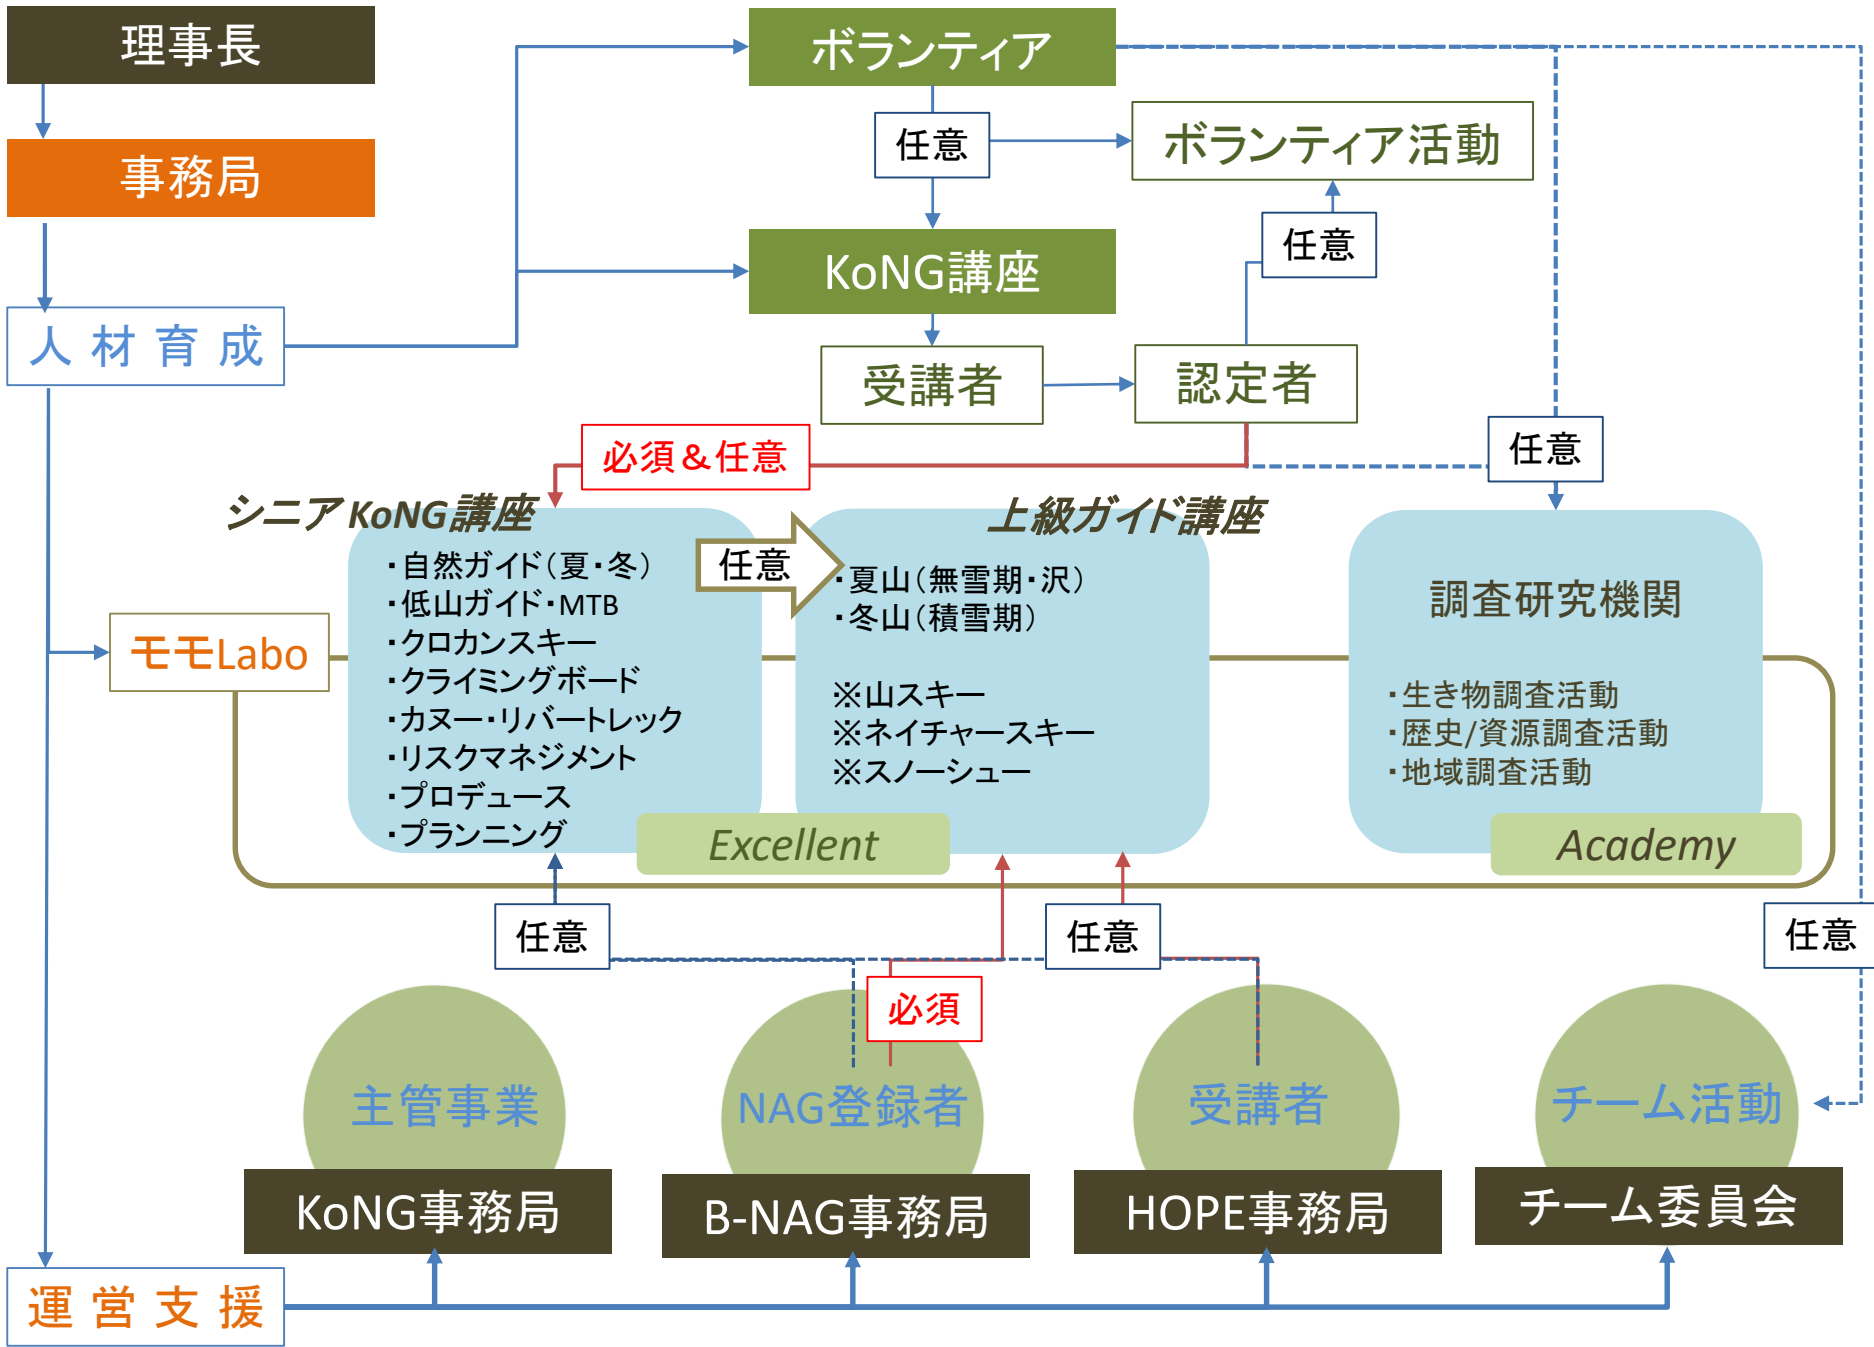 理事長
ボランティア
任意
ボランティア活動
事務局
任意
KoNG講座
人材育成
受講者
認定者
必須＆任意
任意
シニアKoNG講座
上級ガイド講座
・自然ガイド（夏・冬）
・低山ガイド・MTB
・クロカンスキー
・クライミングボード
・カヌー・リバートレック
・リスクマネジメント
・プロデュース
・プランニング
任意
・夏山（無雪期・沢）
・冬山（積雪期）
※山スキー
※ネイチャースキー
※スノーシュー
調査研究機関
・生き物調査活動
・歴史/資源調査活動
・地域調査活動
モモLabo
Excellent
Academy
任意
任意
任意
必須
主管事業
NAG登録者
受講者
チーム活動
KoNG事務局
B-NAG事務局
HOPE事務局
チーム委員会
運営支援